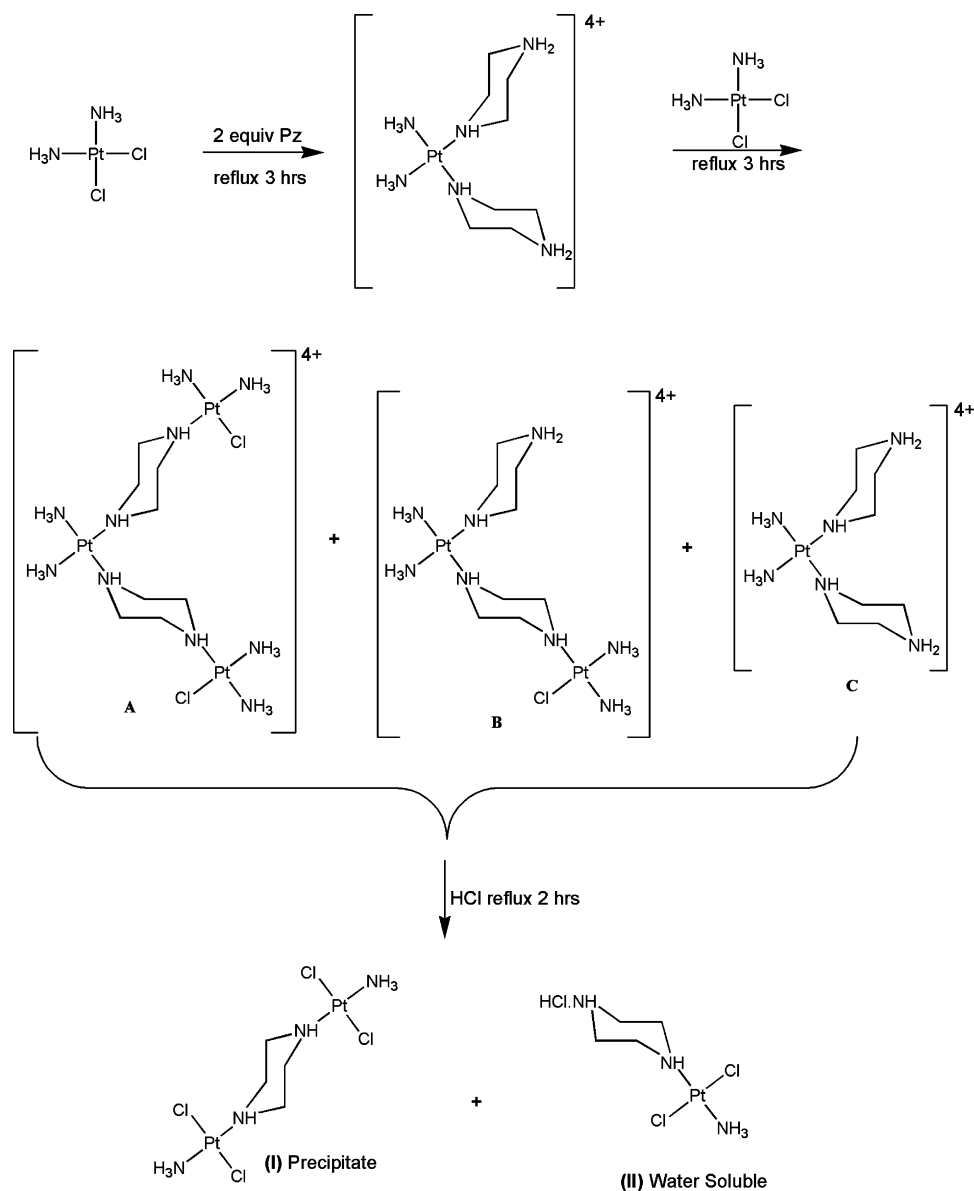 NH3
H3N Pt Cl
Cl
2 equiv Pz
reflux 3 hrs
4+
NH2
H3N
NH
Pt
H3N
NH
NH2
NH3
H3N Pt Cl
Cl
reflux 3 hrs
4+
H3N
NH3
Pt
NH
Cl
H3N
NH
Pt
H3N
NH
NH
NH3
Pt
Cl
NH3
A
+
4+
NH2
H3N
NH
Pt
H3N
NH
NH
NH3
Pt
Cl
NH3
B
+
4+
NH2
H3N
NH
Pt
H3N
NH
NH2
C
HCl reflux 2 hrs
Cl
NH3
Pt
NH
Cl
Cl
NH
Pt
H3N
Cl
(I) Precipitate
+
HCl.NH
NH
Cl
Pt
Cl
NH3
(II) Water Soluble